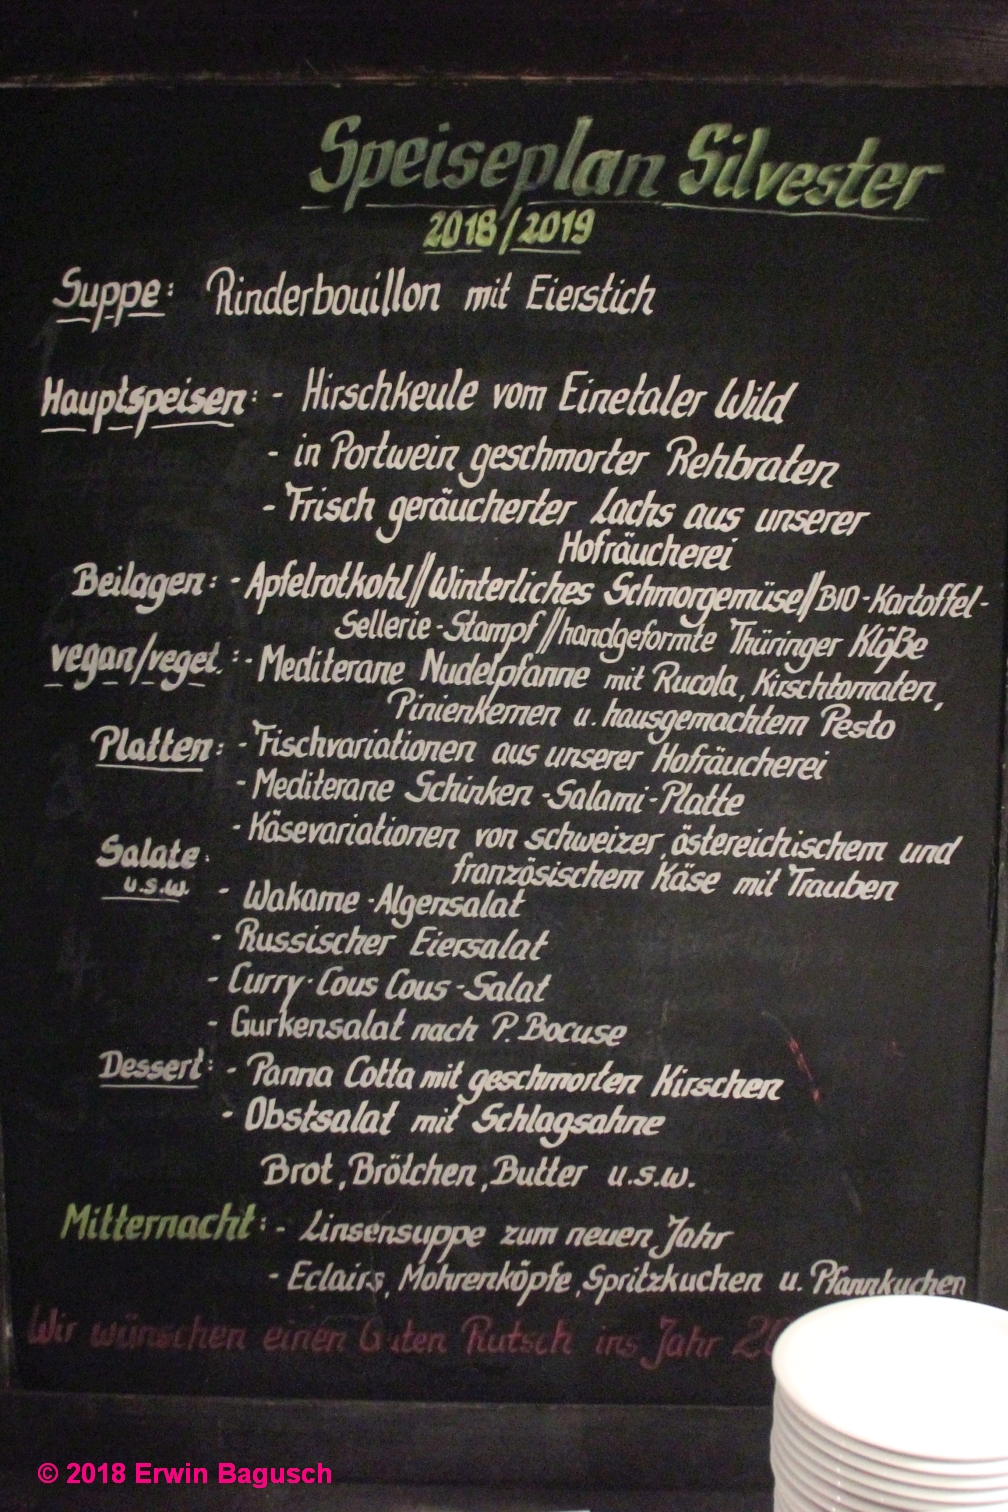 Speiseplan Silvester
2018/2019
Suppe: Rinderbouillon mit Eierstich
Hauptspeisen: - Hirschkeule vom Einetaler Wild
- in Portwein geschmorter Rehbraten
- Frisch geräucherter Lachs aus unserer
Hofräucherei
Beilagen: - Apfelrotkohl//Winterliches Schmorgemüse//BIO-Kartoffel-
Sellerie-Stampf//handgeformte Thüringer Klöße
vegan/veget.: - Mediterane Nudelpfanne mit Rucola, Kirschtomaten,
Pinienkernen u. hausgemachtem Pesto
Platten: - Fischvariationen aus unserer Hofräucherei
- Mediterane Schinken-Salami-Platte
- Käsevariationen von schweizer, östereichischem und
französischem Käse mit Trauben
Salate:
u.s.w.
- Wakame-Algensalat
- Russischer Eiersalat
- Curry-Cous Cous-Salat
- Gurkensalat nach P. Bocuse
Dessert: - Panna Cotta mit geschmorten Kirschen
- Obstsalat mit Schlagsahne
Brot, Brötchen, Butter u.s.w.
Mitternacht: - Linsensuppe zum neuen Jahr
- Eclairs, Mohrenköpfe, Spritzkuchen u. Pfannkuchen
Wir wünschen einen Guten Rutsch ins Jahr 20
© 2018 Erwin Bagusch